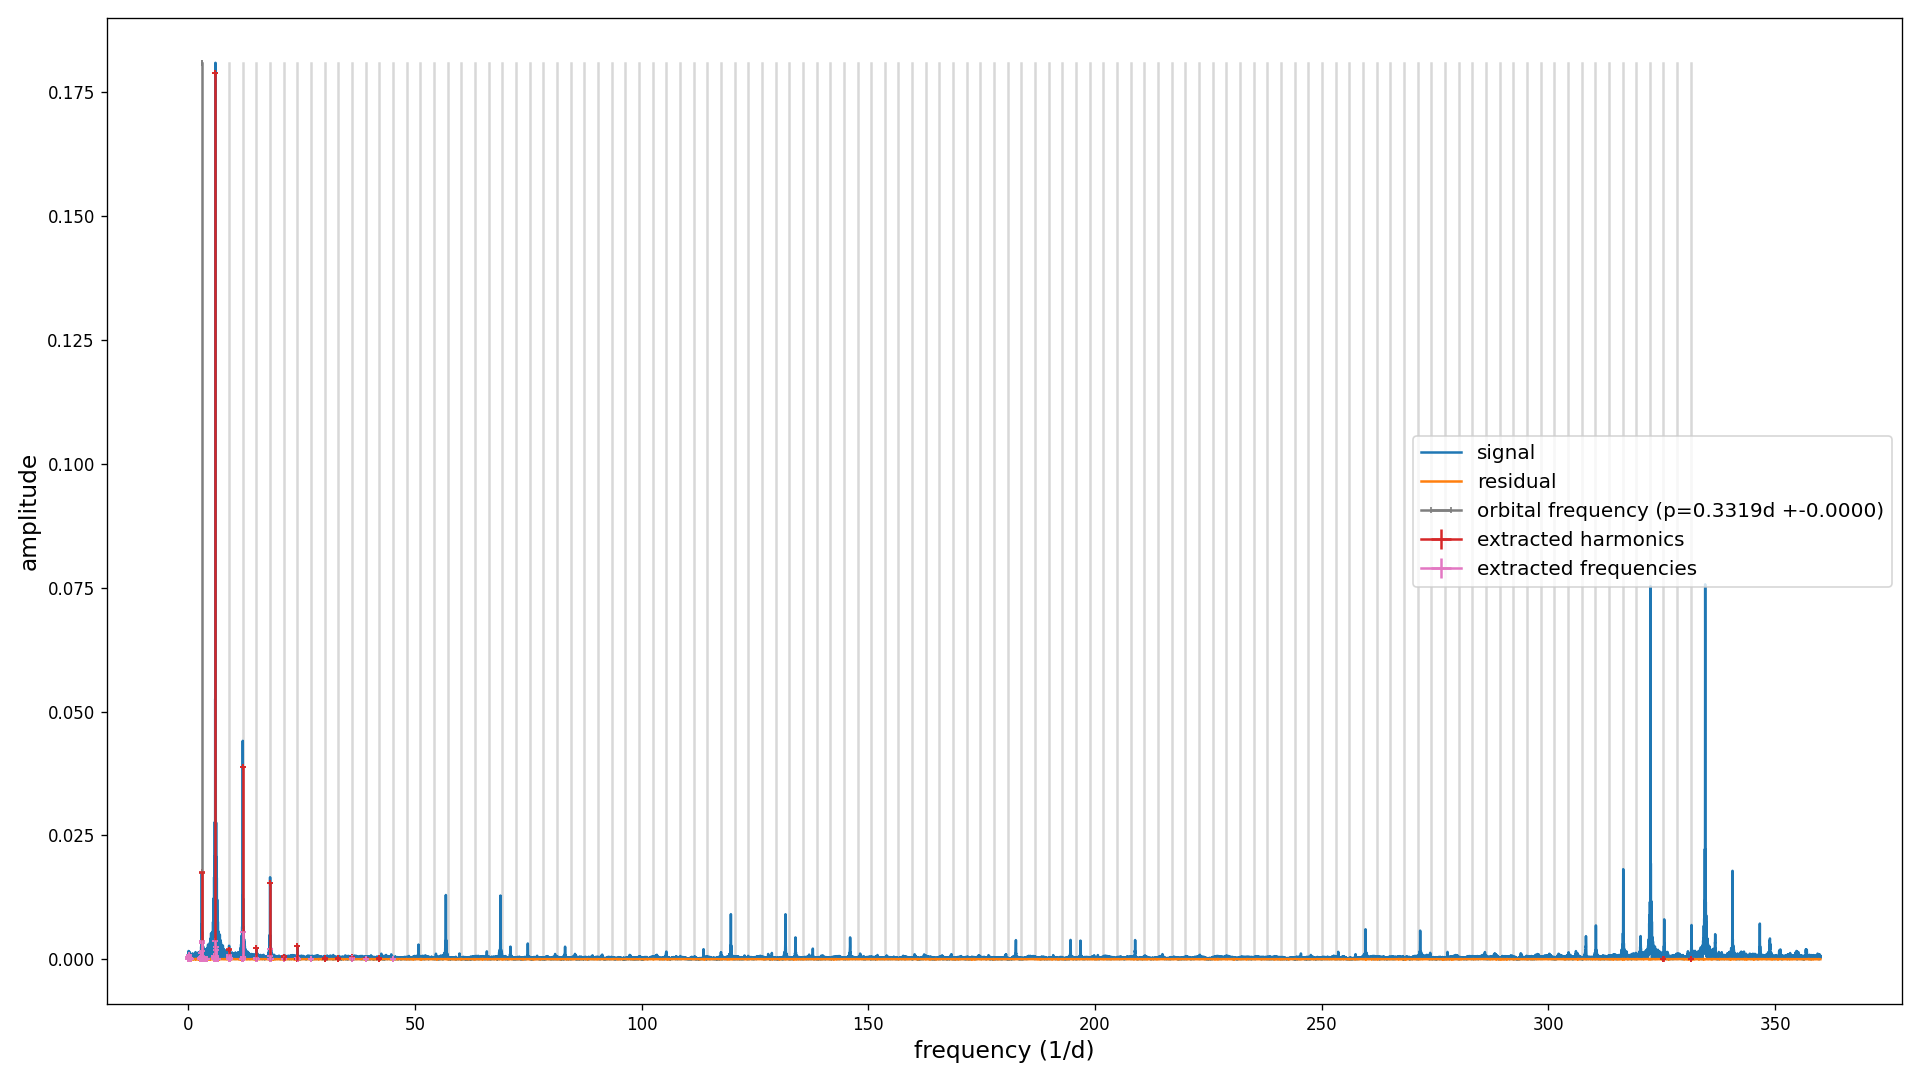 0.175
0.150
0.125
0.100
0.075
0.050
0.025
0.000
amplitude
signal
residual
orbital frequency (p=0.3319d +-0.0000)
extracted harmonics
extracted frequencies
0 50 100 150 200 250 300 350
frequency (1/d)